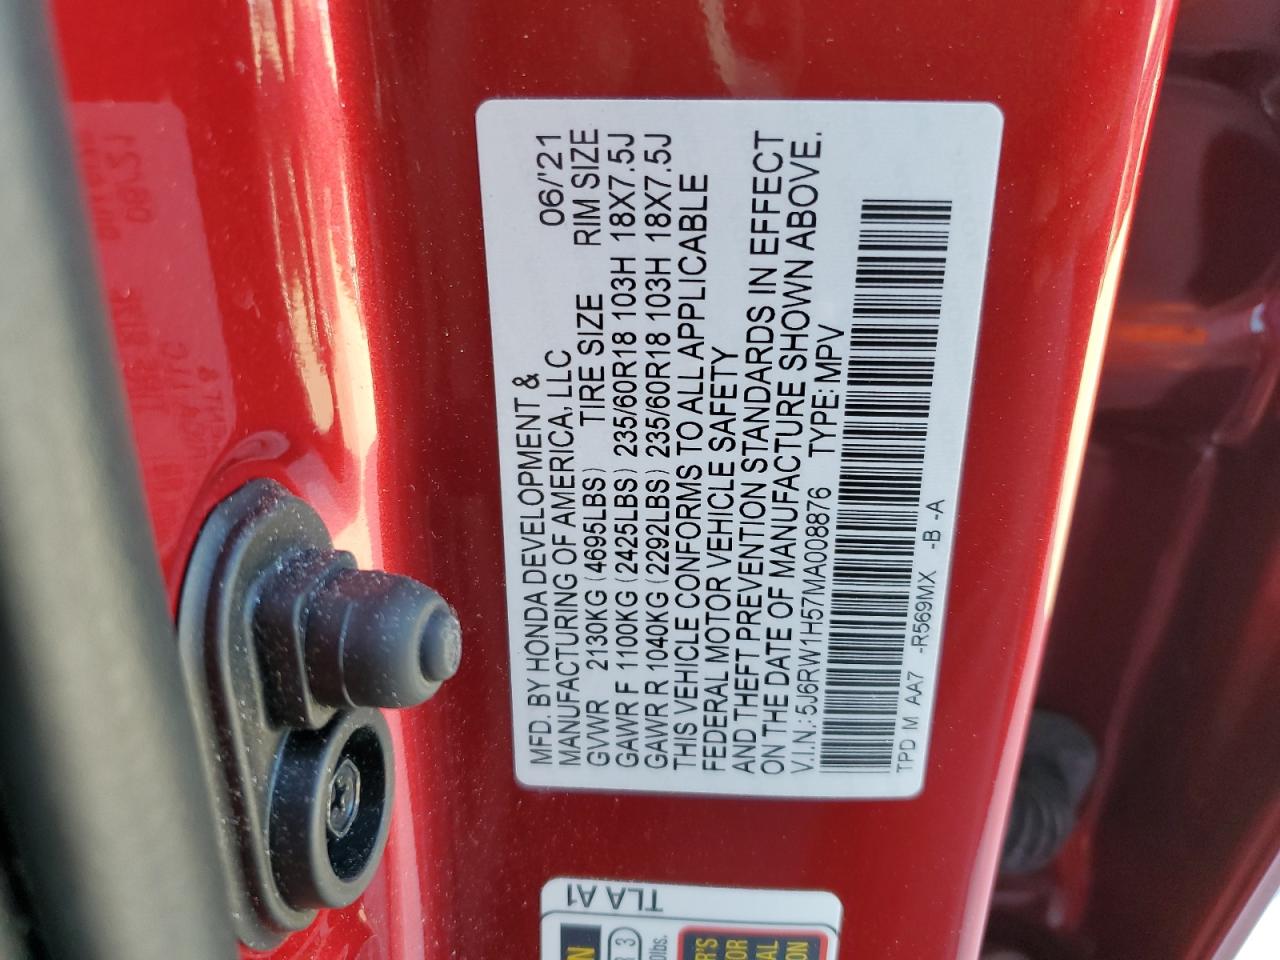 MFD. BY HONDA DEVELOPMENT &
MANUFACTURING OF AMERICA, LLC 06/'21
GVWR 2130KG (4695LBS) TIRE SIZE RIM SIZE
GAWR F 1100KG (2425LBS) 235/60R18 103H 18X7.5J
GAWR R 1040KG (2292LBS) 235/60R18 103H 18X7.5J
THIS VEHICLE CONFORMS TO ALL APPLICABLE
FEDERAL MOTOR VEHICLE SAFETY
AND THEFT PREVENTION STANDARDS IN EFFECT
ON THE DATE OF MANUFACTURE SHOWN ABOVE.
V.I.N.: 5J6RW1H57MA008876 TYPE: MPV
TPD M AA7 -R569MX -B -A
TLA A1